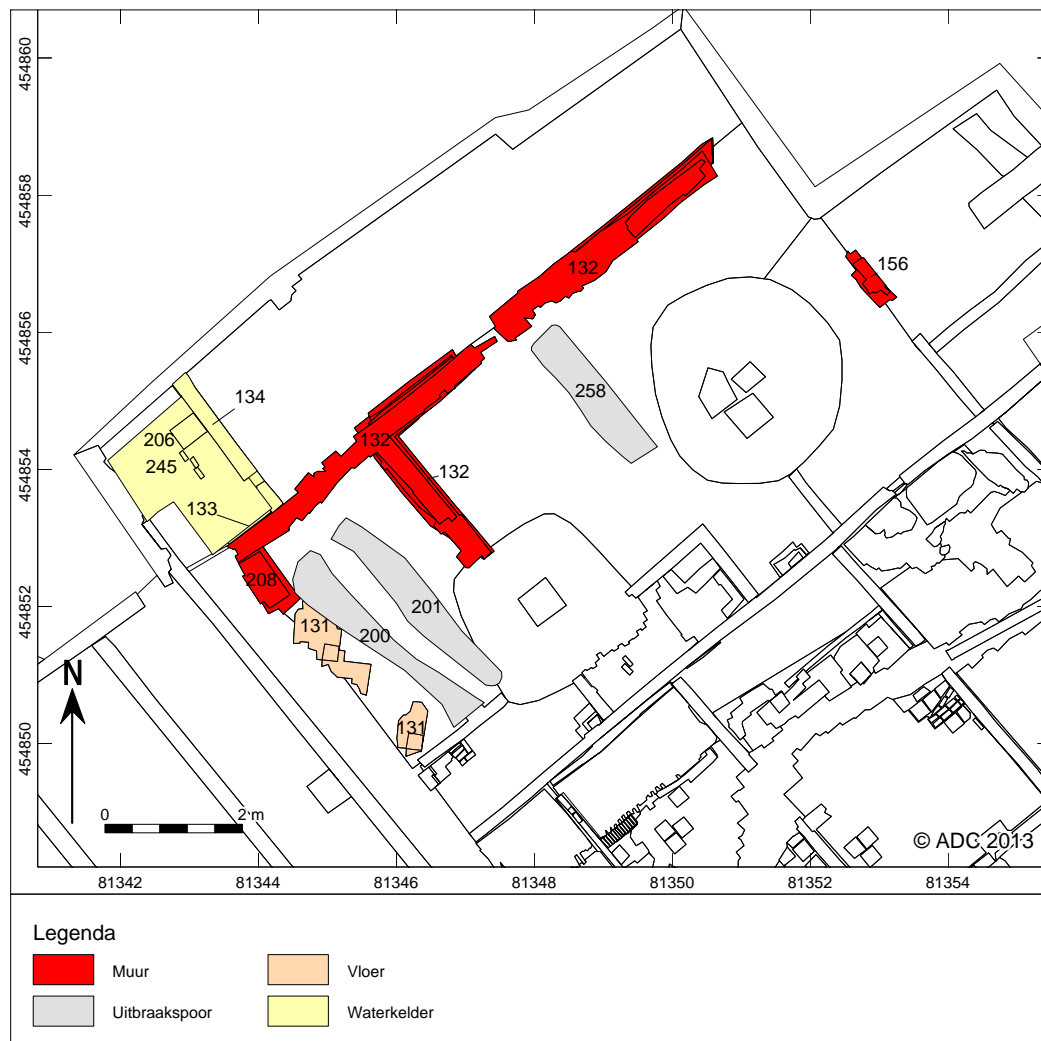 454860
454858
454856
454854
454852
454850
132
156
258
134
206
245
132
132
133
208
201
131
200
131
N
0 2 m
© ADC 2013
81342 81344 81346 81348 81350 81352 81354
Legenda
Muur Vloer
Uitbraakspoor Waterkelder